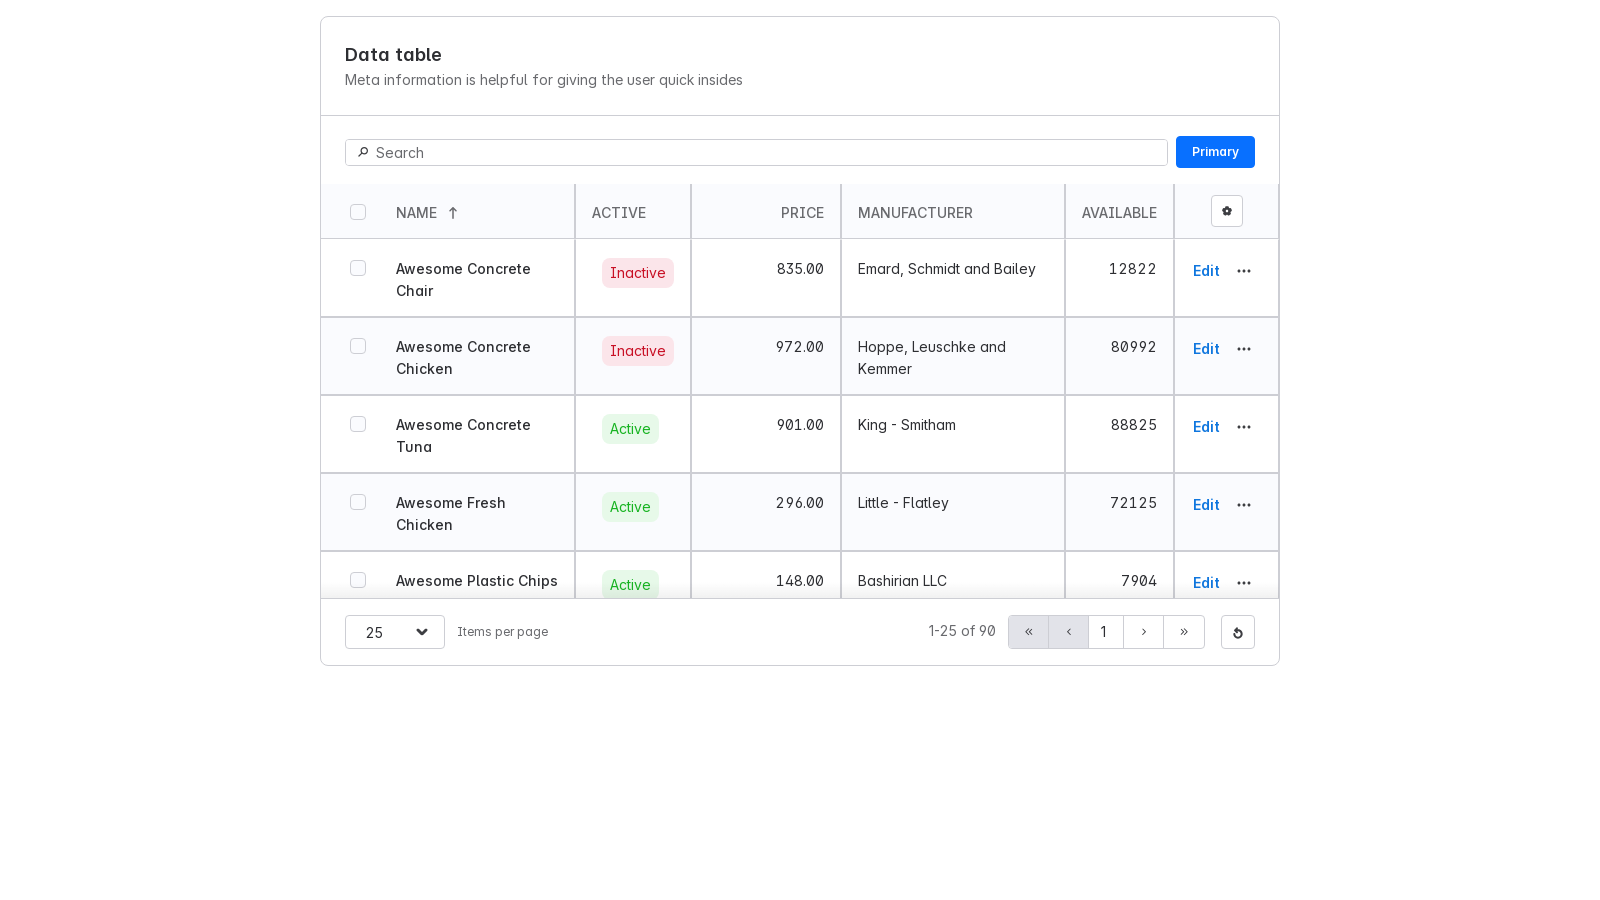 Data table
Meta information is helpful for giving the user quick insides
Search
Primary
NAME ACTIVE PRICE MANUFACTURER AVAILABLE
Awesome Concrete Chair Inactive 835.00 Emard, Schmidt and Bailey 12822 Edit
Awesome Concrete Chicken Inactive 972.00 Hoppe, Leuschke and Kemmer 80992 Edit
Awesome Concrete Tuna Active 901.00 King - Smitham 88825 Edit
Awesome Fresh Chicken Active 296.00 Little - Flatley 72125 Edit
Awesome Plastic Chips Active 148.00 Bashirian LLC 7904 Edit
25 Items per page 1-25 of 90 « ‹ 1 › »